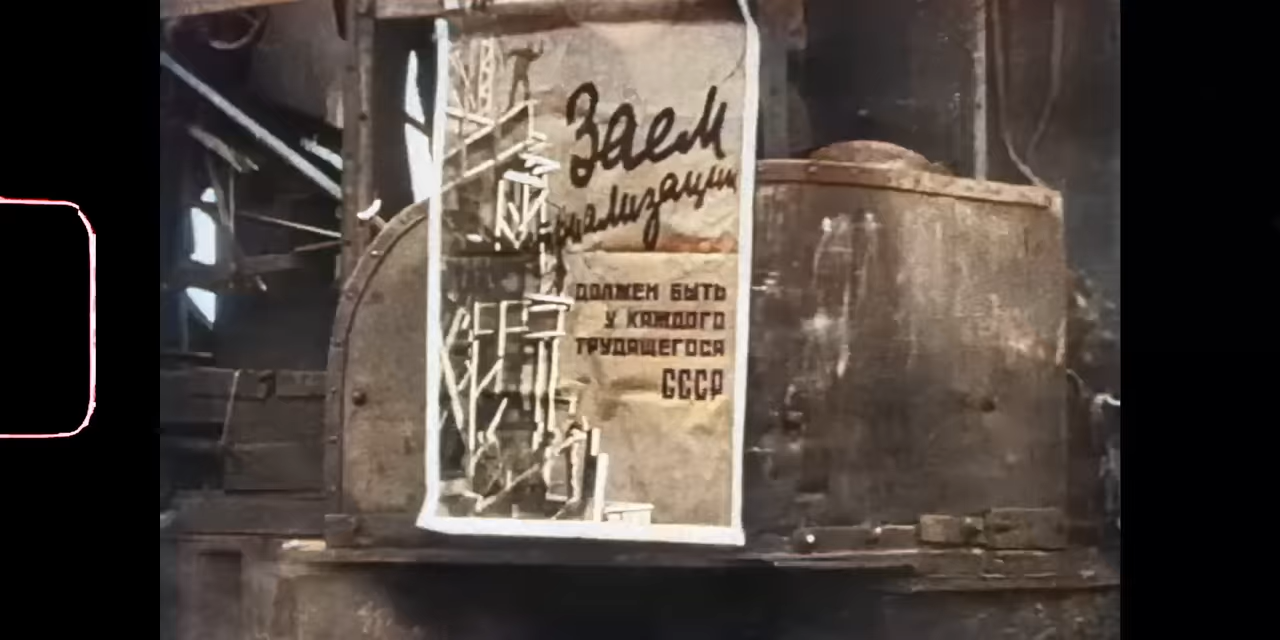 Заем
ДОЛЖЕН БЫТЬ
У КАЖДОГО
ТРУДЯЩЕГОСЯ
СССР